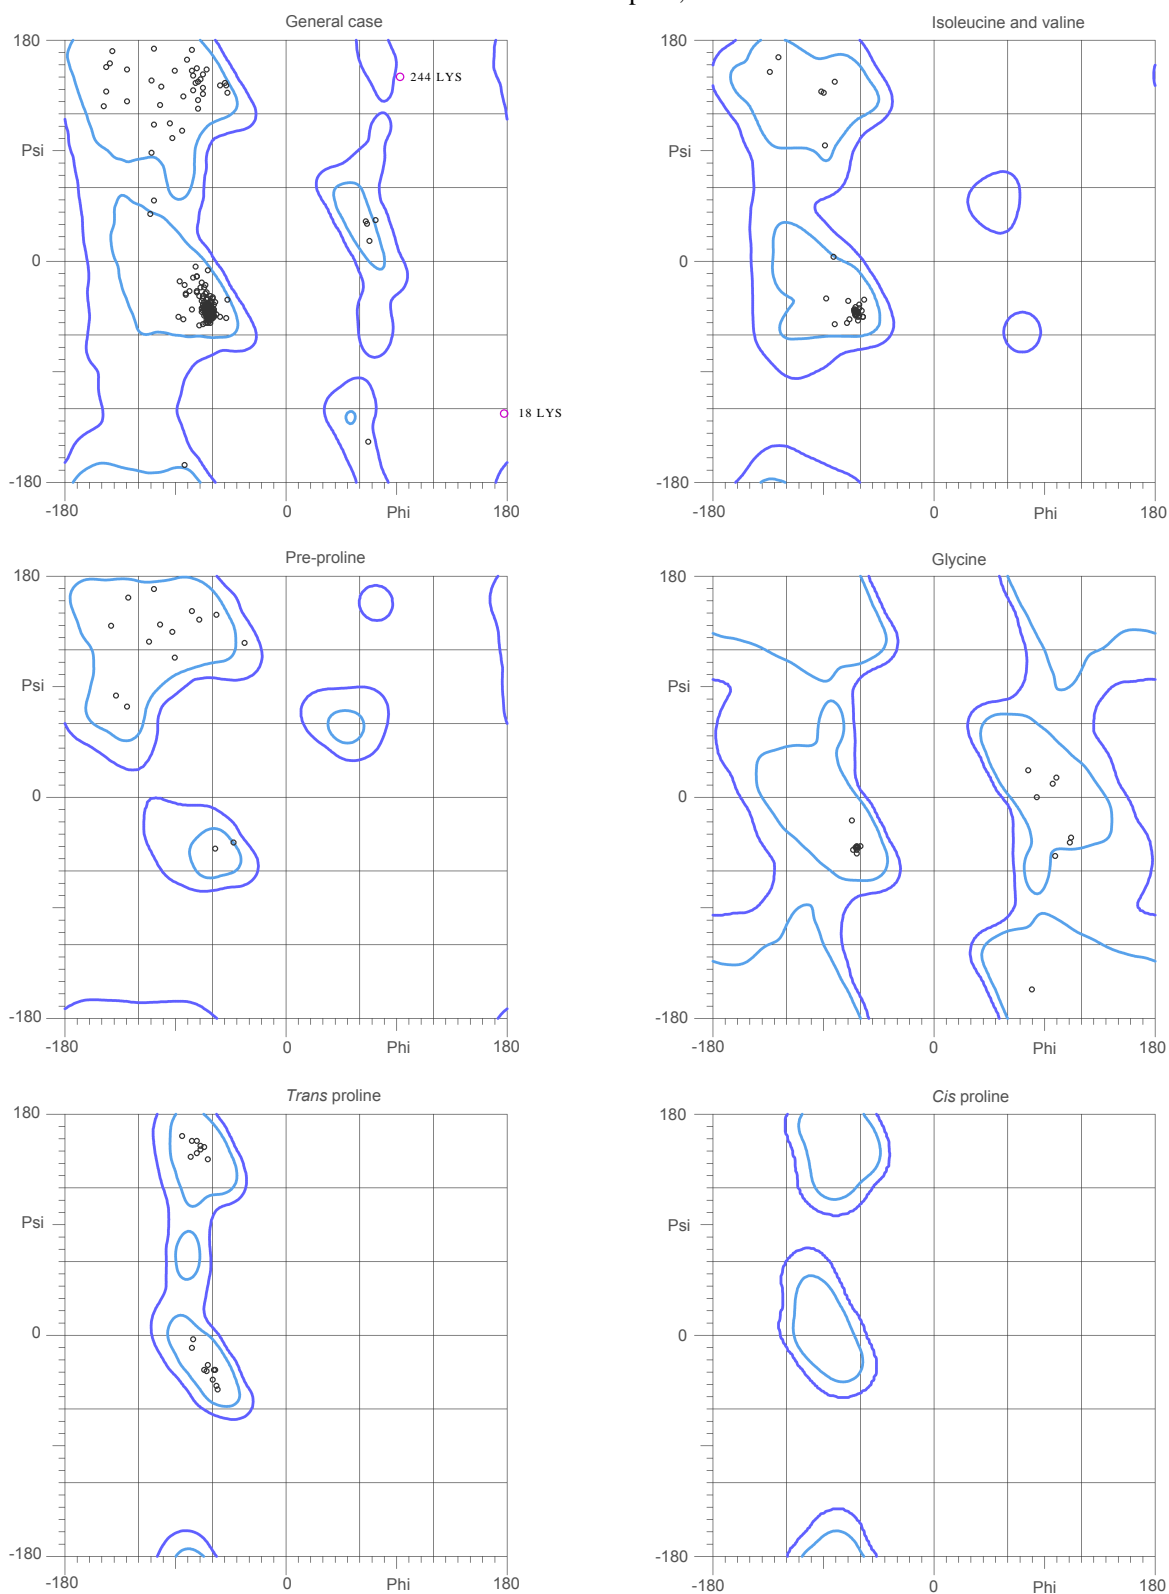 General case
Isoleucine and valine
180
180
244 LYS
Psi
Psi
0
0
18 LYS
-180
-180
-180
0
Phi
180
-180
0
Phi
180
Pre-proline
Glycine
180
180
Psi
Psi
0
0
-180
-180
-180
0
Phi
180
-180
0
Phi
180
Trans proline
Cis proline
180
180
Psi
Psi
0
0
-180
-180
-180
0
Phi
180
-180
0
Phi
180